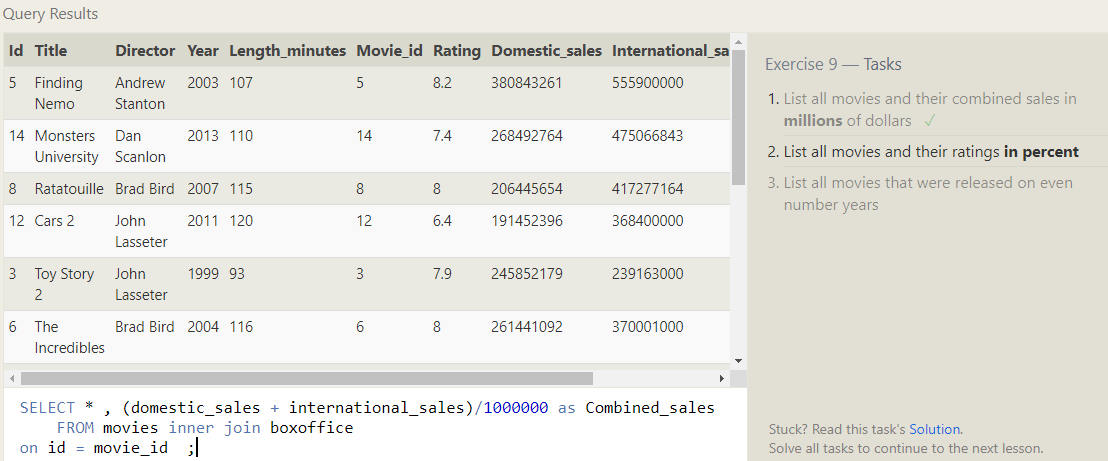 Query Results
Id Title Director Year Length_minutes Movie_id Rating Domestic_sales International_sa
5 Finding Nemo Andrew Stanton 2003 107 5 8.2 380843261 555900000
14 Monsters University Dan Scanlon 2013 110 14 7.4 268492764 475066843
8 Ratatouille Brad Bird 2007 115 8 8 206445654 417277164
12 Cars 2 John Lasseter 2011 120 12 6.4 191452396 368400000
3 Toy Story 2 John Lasseter 1999 93 3 7.9 245852179 239163000
6 The Incredibles Brad Bird 2004 116 6 8 261441092 370001000
SELECT * , (domestic_sales + international_sales)/1000000 as Combined_sales
FROM movies inner join boxoffice
on id = movie_id ;
Exercise 9 — Tasks
1. List all movies and their combined sales in
millions of dollars ✓
2. List all movies and their ratings in percent
3. List all movies that were released on even
number years
Stuck? Read this task's Solution.
Solve all tasks to continue to the next lesson.